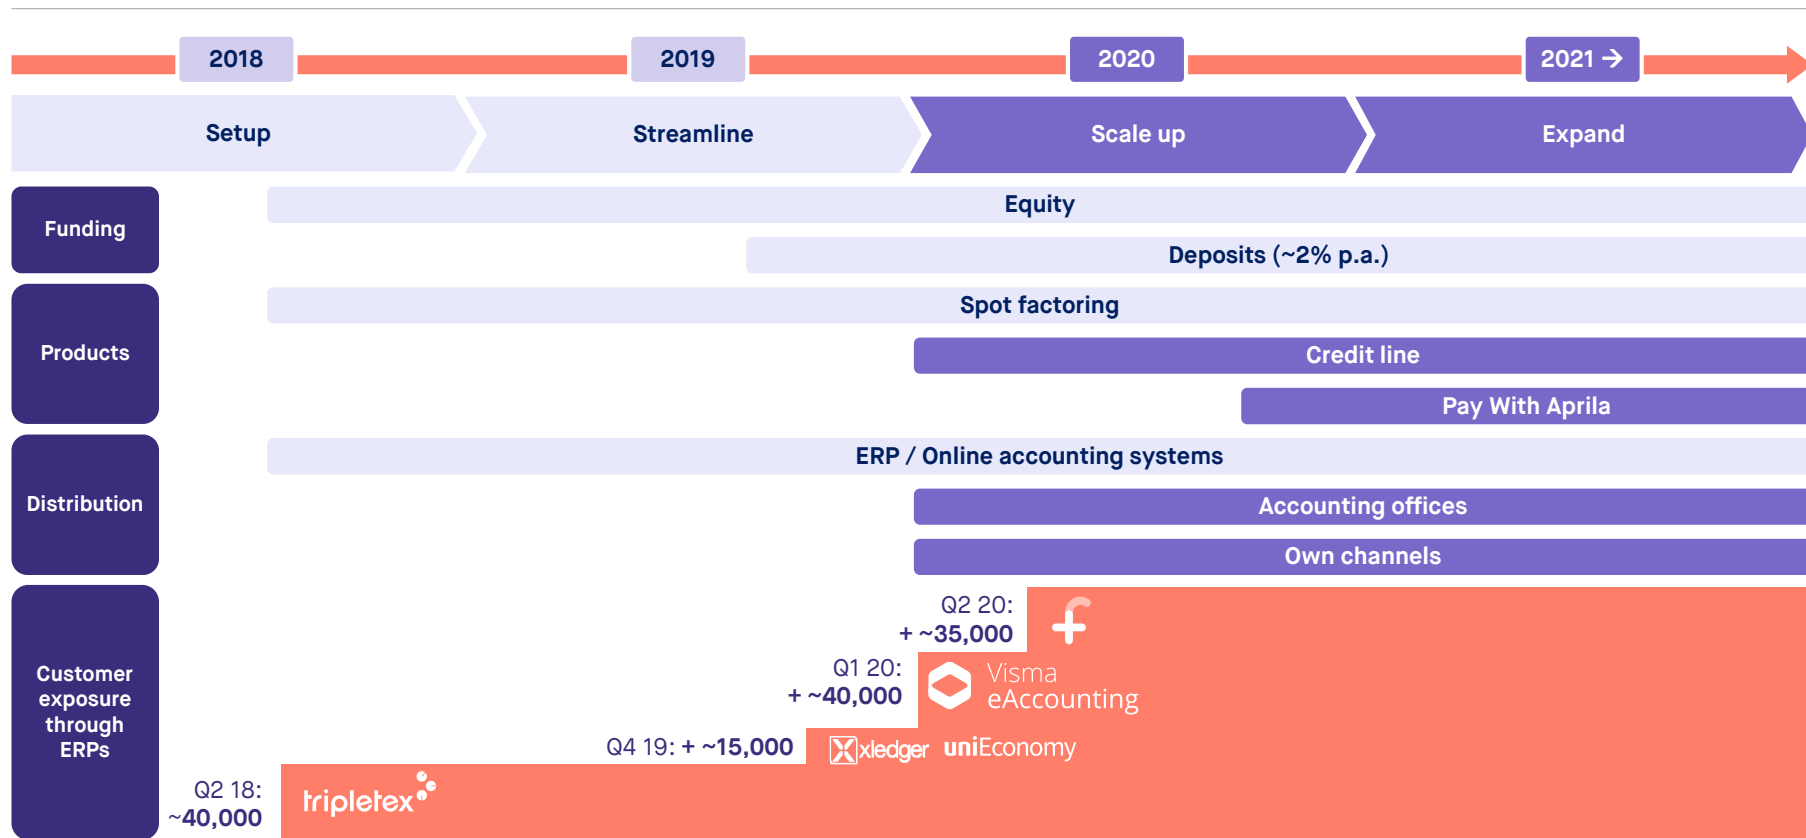 2018
2019
2020
2021 →
Setup
Streamline
Scale up
Expand
Funding
Equity
Deposits (~2% p.a.)
Products
Spot factoring
Credit line
Pay With Aprila
Distribution
ERP / Online accounting systems
Accounting offices
Own channels
Customer
exposure
through
ERPs
Q2 20:
+ ~35,000
Q1 20:
+ ~40,000
Visma
eAccounting
Q4 19: + ~15,000
xledger
uniEconomy
Q2 18:
~40,000
tripletex